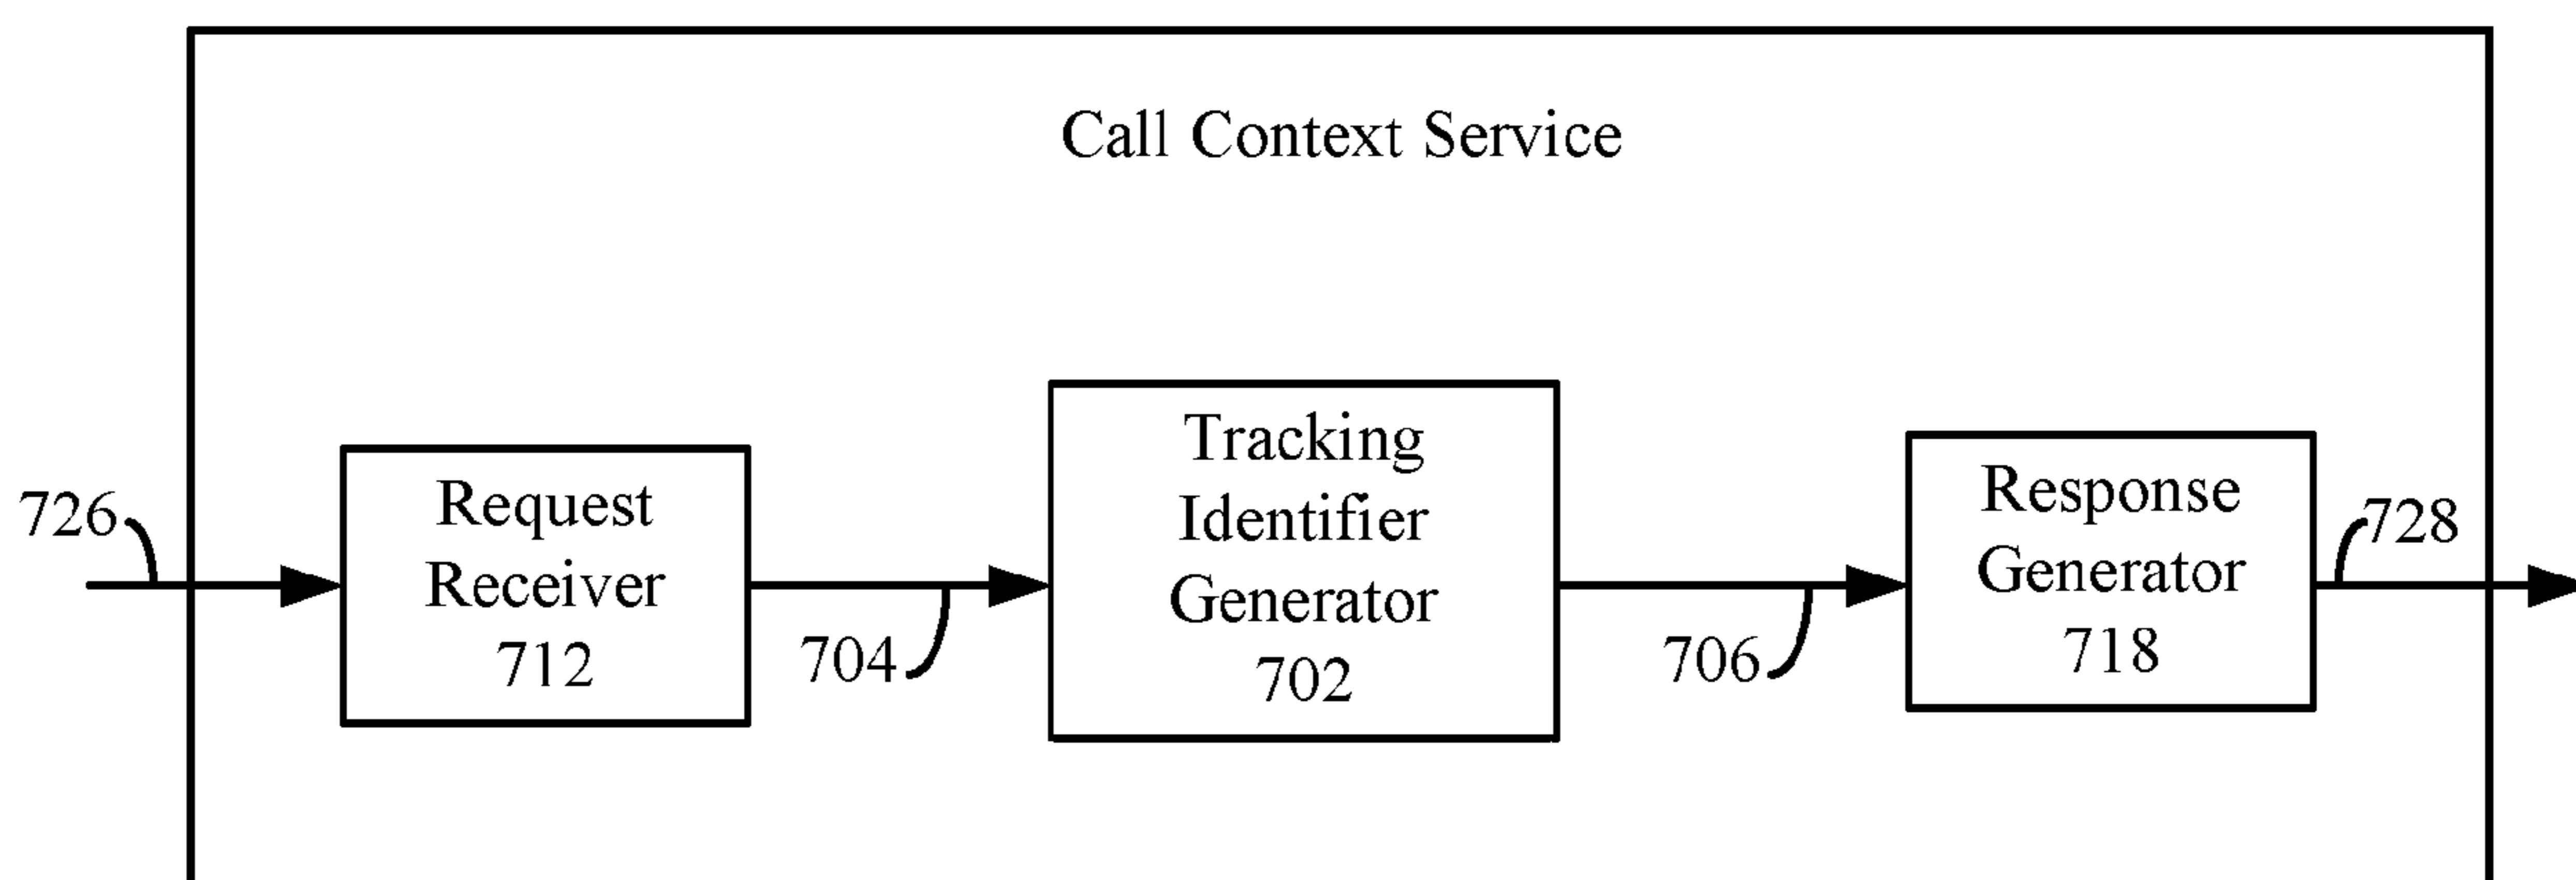 Call Context Service
726
Request
Receiver
712
704
Tracking
Identifier
Generator
702
706
Response
Generator
718
728